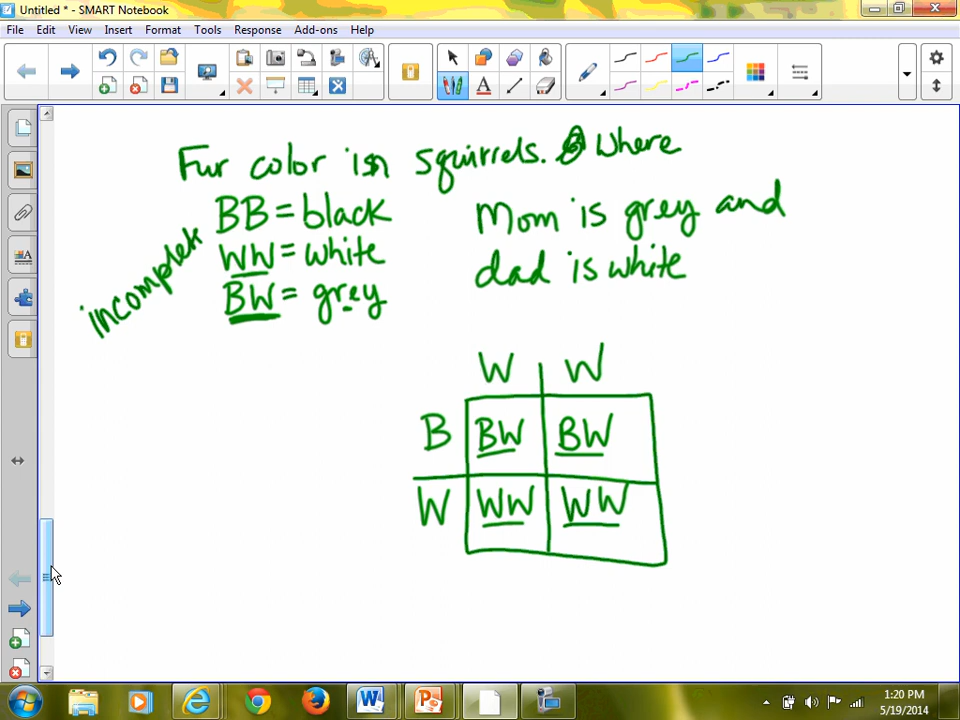 Untitled * - SMART Notebook
File Edit View Insert Format Tools Response Add-ons Help
Fur color in squirrels. Where
BB = black
WW = white
BW = grey
incomplete
Mom is grey and
dad is white
W W
B BW BW
W WW WW
1:20 PM
5/19/2014